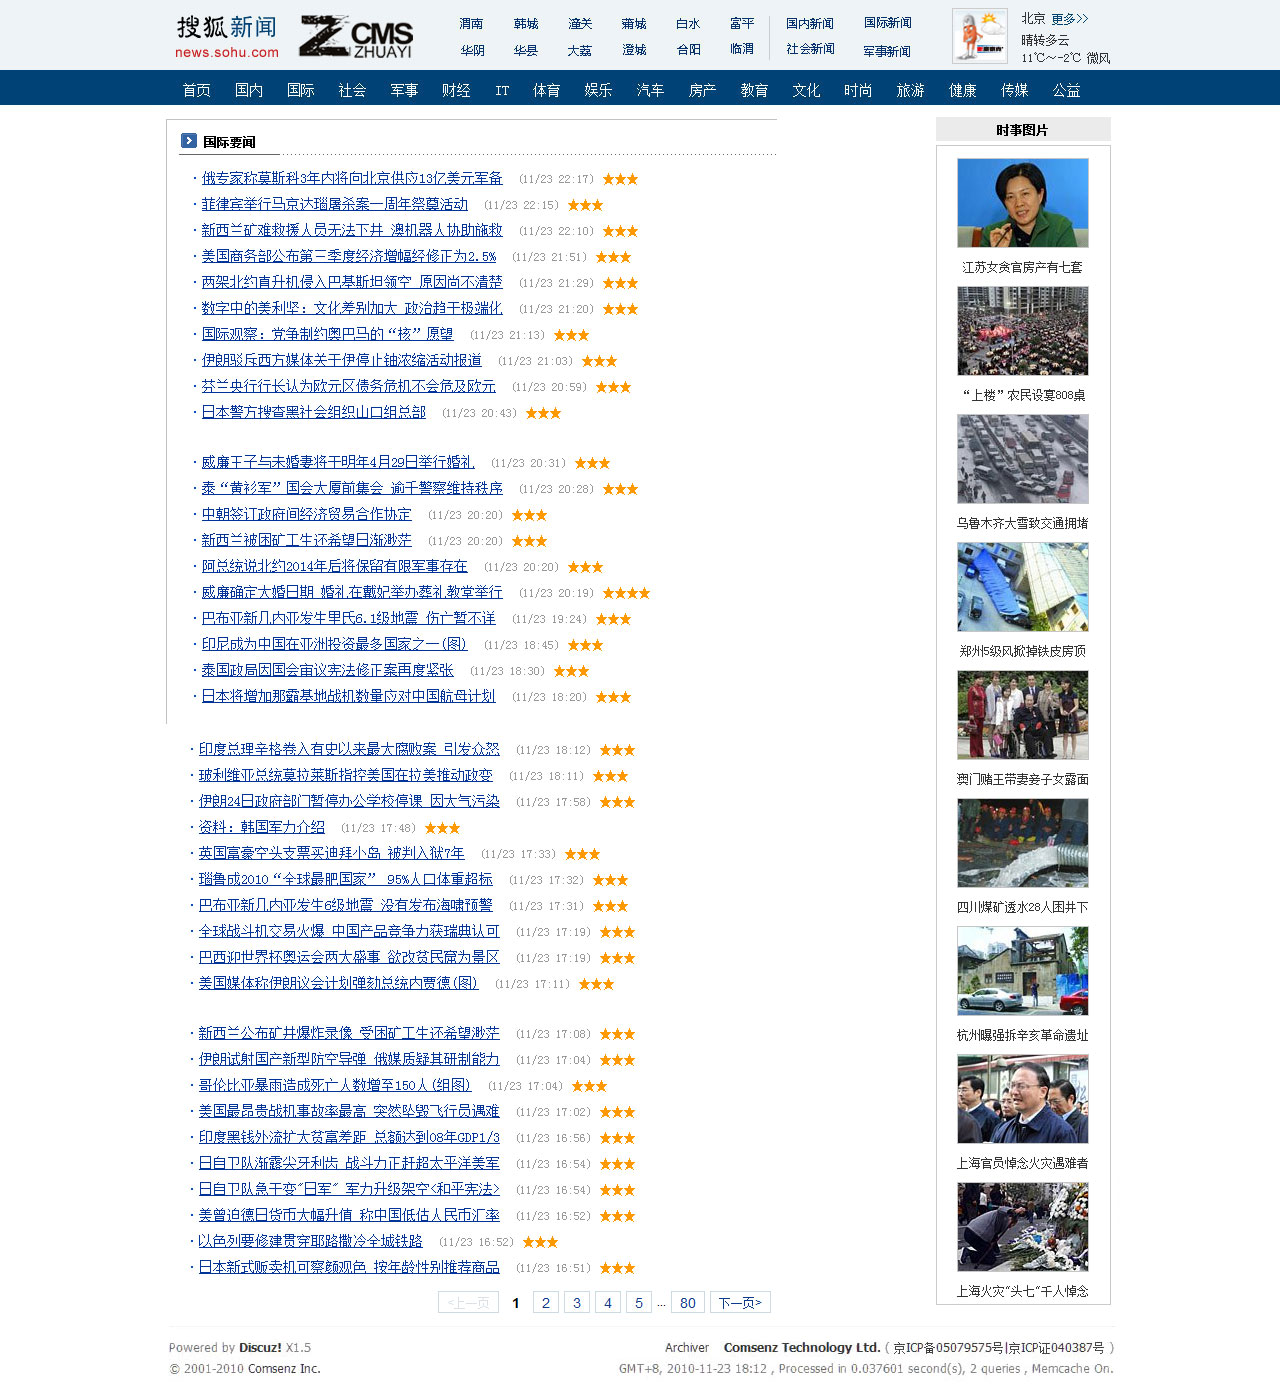 搜狐新闻
news.sohu.com
Z CMS
ZHUAYI
渭南 韩城 潼关 蒲城 白水 富平 国内新闻 国际新闻
华阴 华县 大荔 澄城 合阳 临渭 社会新闻 军事新闻
北京 更多>>
晴转多云
11℃～-2℃ 微风
首页 国内 国际 社会 军事 财经 IT 体育 娱乐 汽车 房产 教育 文化 时尚 旅游 健康 传媒 公益
国际要闻
· 俄专家称莫斯科3年内将向北京供应13亿美元军备 (11/23 22:17) ★★★
· 菲律宾举行马京达瑙屠杀案一周年祭奠活动 (11/23 22:15) ★★★
· 新西兰矿难救援人员无法下井 澳机器人协助施救 (11/23 22:10) ★★★
· 美国商务部公布第三季度经济增幅经修正为2.5% (11/23 21:51) ★★★
· 两架北约直升机侵入巴基斯坦领空 原因尚不清楚 (11/23 21:29) ★★★
· 数字中的美利坚：文化差别加大 政治趋于极端化 (11/23 21:20) ★★★
· 国际观察：党争制约奥巴马的“核”愿望 (11/23 21:13) ★★★
· 伊朗驳斥西方媒体关于伊停止铀浓缩活动报道 (11/23 21:03) ★★★
· 芬兰央行行长认为欧元区债务危机不会危及欧元 (11/23 20:59) ★★★
· 日本警方搜查黑社会组织山口组总部 (11/23 20:43) ★★★
· 威廉王子与未婚妻将于明年4月29日举行婚礼 (11/23 20:31) ★★★
· 泰“黄衫军”国会大厦前集会 逾千警察维持秩序 (11/23 20:28) ★★★
· 中朝签订政府间经济贸易合作协定 (11/23 20:20) ★★★
· 新西兰被困矿工生还希望日渐渺茫 (11/23 20:20) ★★★
· 阿总统说北约2014年后将保留有限军事存在 (11/23 20:20) ★★★
· 威廉确定大婚日期 婚礼在戴妃举办葬礼教堂举行 (11/23 20:19) ★★★★
· 巴布亚新几内亚发生里氏6.1级地震 伤亡暂不详 (11/23 19:24) ★★★
· 印尼成为中国在亚洲投资最多国家之一(图) (11/23 18:45) ★★★
· 泰国政局因国会审议宪法修正案再度紧张 (11/23 18:30) ★★★
· 日本将增加那霸基地战机数量应对中国航母计划 (11/23 18:20) ★★★
· 印度总理辛格卷入有史以来最大腐败案 引发众怒 (11/23 18:12) ★★★
· 玻利维亚总统莫拉莱斯指控美国在拉美推动政变 (11/23 18:11) ★★★
· 伊朗24日政府部门暂停办公学校停课 因大气污染 (11/23 17:58) ★★★
· 资料：韩国军力介绍 (11/23 17:48) ★★★
· 英国富豪空头支票买迪拜小岛 被判入狱7年 (11/23 17:33) ★★★
· 瑙鲁成2010“全球最肥国家” 95%人口体重超标 (11/23 17:32) ★★★
· 巴布亚新几内亚发生6级地震 没有发布海啸预警 (11/23 17:31) ★★★
· 全球战斗机交易火爆 中国产品竞争力获瑞典认可 (11/23 17:19) ★★★
· 巴西迎世界杯奥运会两大盛事 欲改贫民窟为景区 (11/23 17:19) ★★★
· 美国媒体称伊朗议会计划弹劾总统内贾德(图) (11/23 17:11) ★★★
· 新西兰公布矿井爆炸录像 受困矿工生还希望渺茫 (11/23 17:08) ★★★
· 伊朗试射国产新型防空导弹 俄媒质疑其研制能力 (11/23 17:04) ★★★
· 哥伦比亚暴雨造成死亡人数增至150人(组图) (11/23 17:04) ★★★
· 美国最昂贵战机事故率最高 突然坠毁飞行员遇难 (11/23 17:02) ★★★
· 印度黑钱外流扩大贫富差距 总额达到08年GDP1/3 (11/23 16:56) ★★★
· 日自卫队渐露尖牙利齿 战斗力正赶超太平洋美军 (11/23 16:54) ★★★
· 日自卫队急于变"日军" 军力升级架空<和平宪法> (11/23 16:54) ★★★
· 美曾迫德日货币大幅升值 称中国低估人民币汇率 (11/23 16:52) ★★★
· 以色列要修建贯穿耶路撒冷全城铁路 (11/23 16:52) ★★★
· 日本新式贩卖机可察颜观色 按年龄性别推荐商品 (11/23 16:51) ★★★
<上一页 1 2 3 4 5 ... 80 下一页>
时事图片
江苏女贪官房产有七套
“上楼”农民设宴808桌
乌鲁木齐大雪致交通拥堵
郑州5级风掀掉铁皮房顶
澳门赌王带妻妾子女露面
四川煤矿透水28人困井下
杭州曝强拆辛亥革命遗址
上海官员悼念火灾遇难者
上海火灾"头七"千人悼念
Powered by Discuz! X1.5
© 2001-2010 Comsenz Inc.
Archiver Comsenz Technology Ltd. ( 京ICP备05079575号|京ICP证040387号 )
GMT+8, 2010-11-23 18:12 , Processed in 0.037601 second(s), 2 queries , Memcache On.